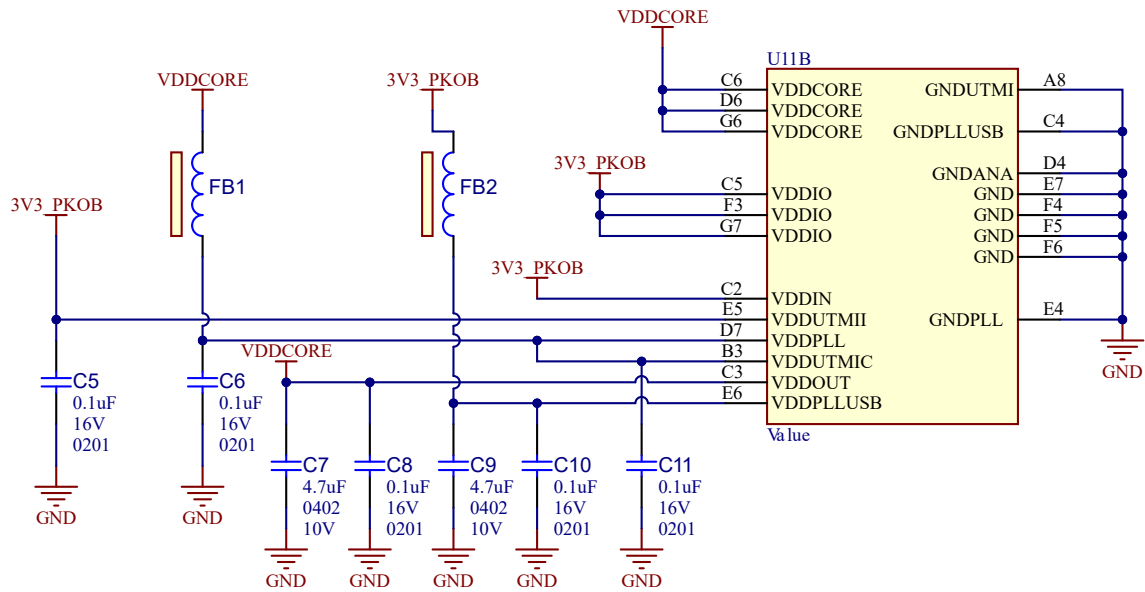 VDDCORE
U11B
VDDCORE
3V3_PKOB
C6 VDDCORE GNDUTMI A8
D6 VDDCORE
G6 VDDCORE GNDPLLUSB C4
3V3_PKOB
GNDANA D4
FB1
FB2
C5 VDDIO GND E7
3V3_PKOB
F3 VDDIO GND F4
G7 VDDIO GND F5
GND F6
3V3_PKOB
C2 VDDIN
E5 VDDUTMII GNDPLL E4
D7 VDDPLL
VDDCORE
B3 VDDUTMIC
GND
C5
C6
C3 VDDOUT
0.1uF
0.1uF
E6 VDDPLLUSB
16V
16V
0201
0201
Value
C7
C8
C9
C10
C11
4.7uF
0.1uF
4.7uF
0.1uF
0.1uF
0402
16V
0402
16V
16V
GND
GND
10V
0201
10V
0201
0201
GND
GND
GND
GND
GND